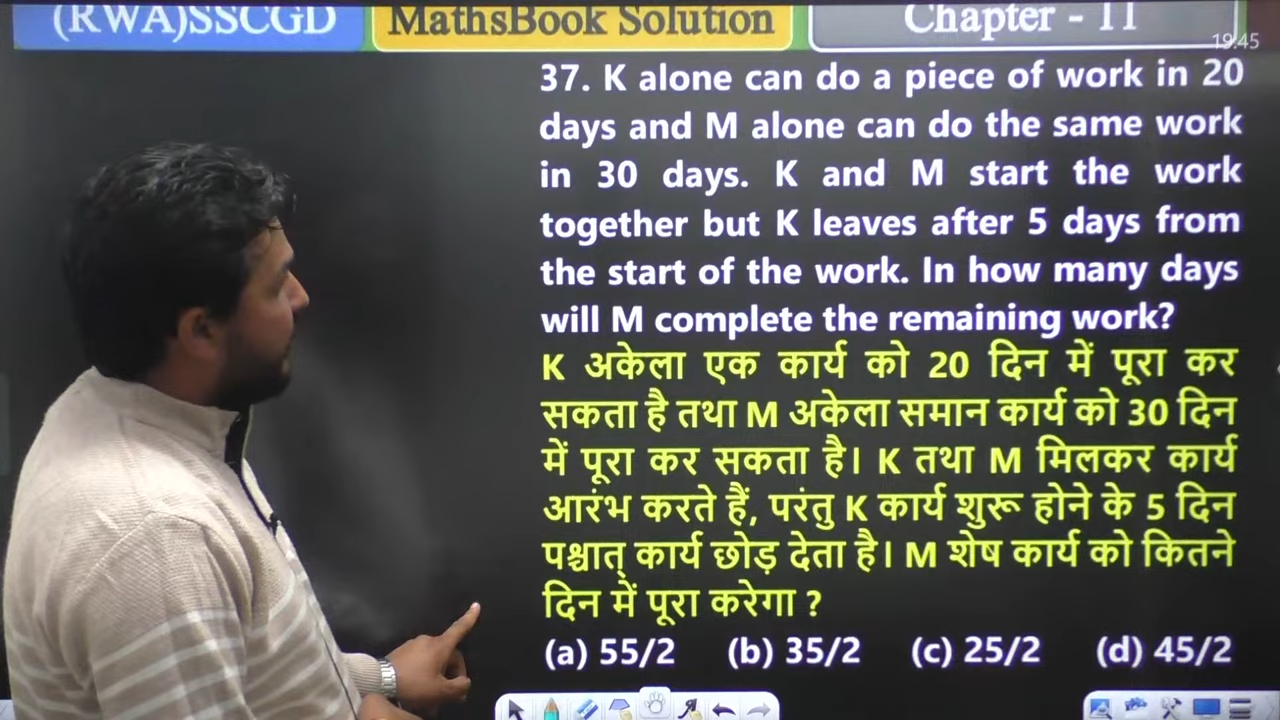 (RWA)SSCGD MathsBook Solution Chapter - 11
19:45
37. K alone can do a piece of work in 20
days and M alone can do the same work
in 30 days. K and M start the work
together but K leaves after 5 days from
the start of the work. In how many days
will M complete the remaining work?
K अकेला एक कार्य को 20 दिन में पूरा कर
सकता है तथा M अकेला समान कार्य को 30 दिन
में पूरा कर सकता है। K तथा M मिलकर कार्य
आरंभ करते हैं, परंतु K कार्य शुरू होने के 5 दिन
पश्चात् कार्य छोड़ देता है। M शेष कार्य को कितने
दिन में पूरा करेगा ?
(a) 55/2 (b) 35/2 (c) 25/2 (d) 45/2